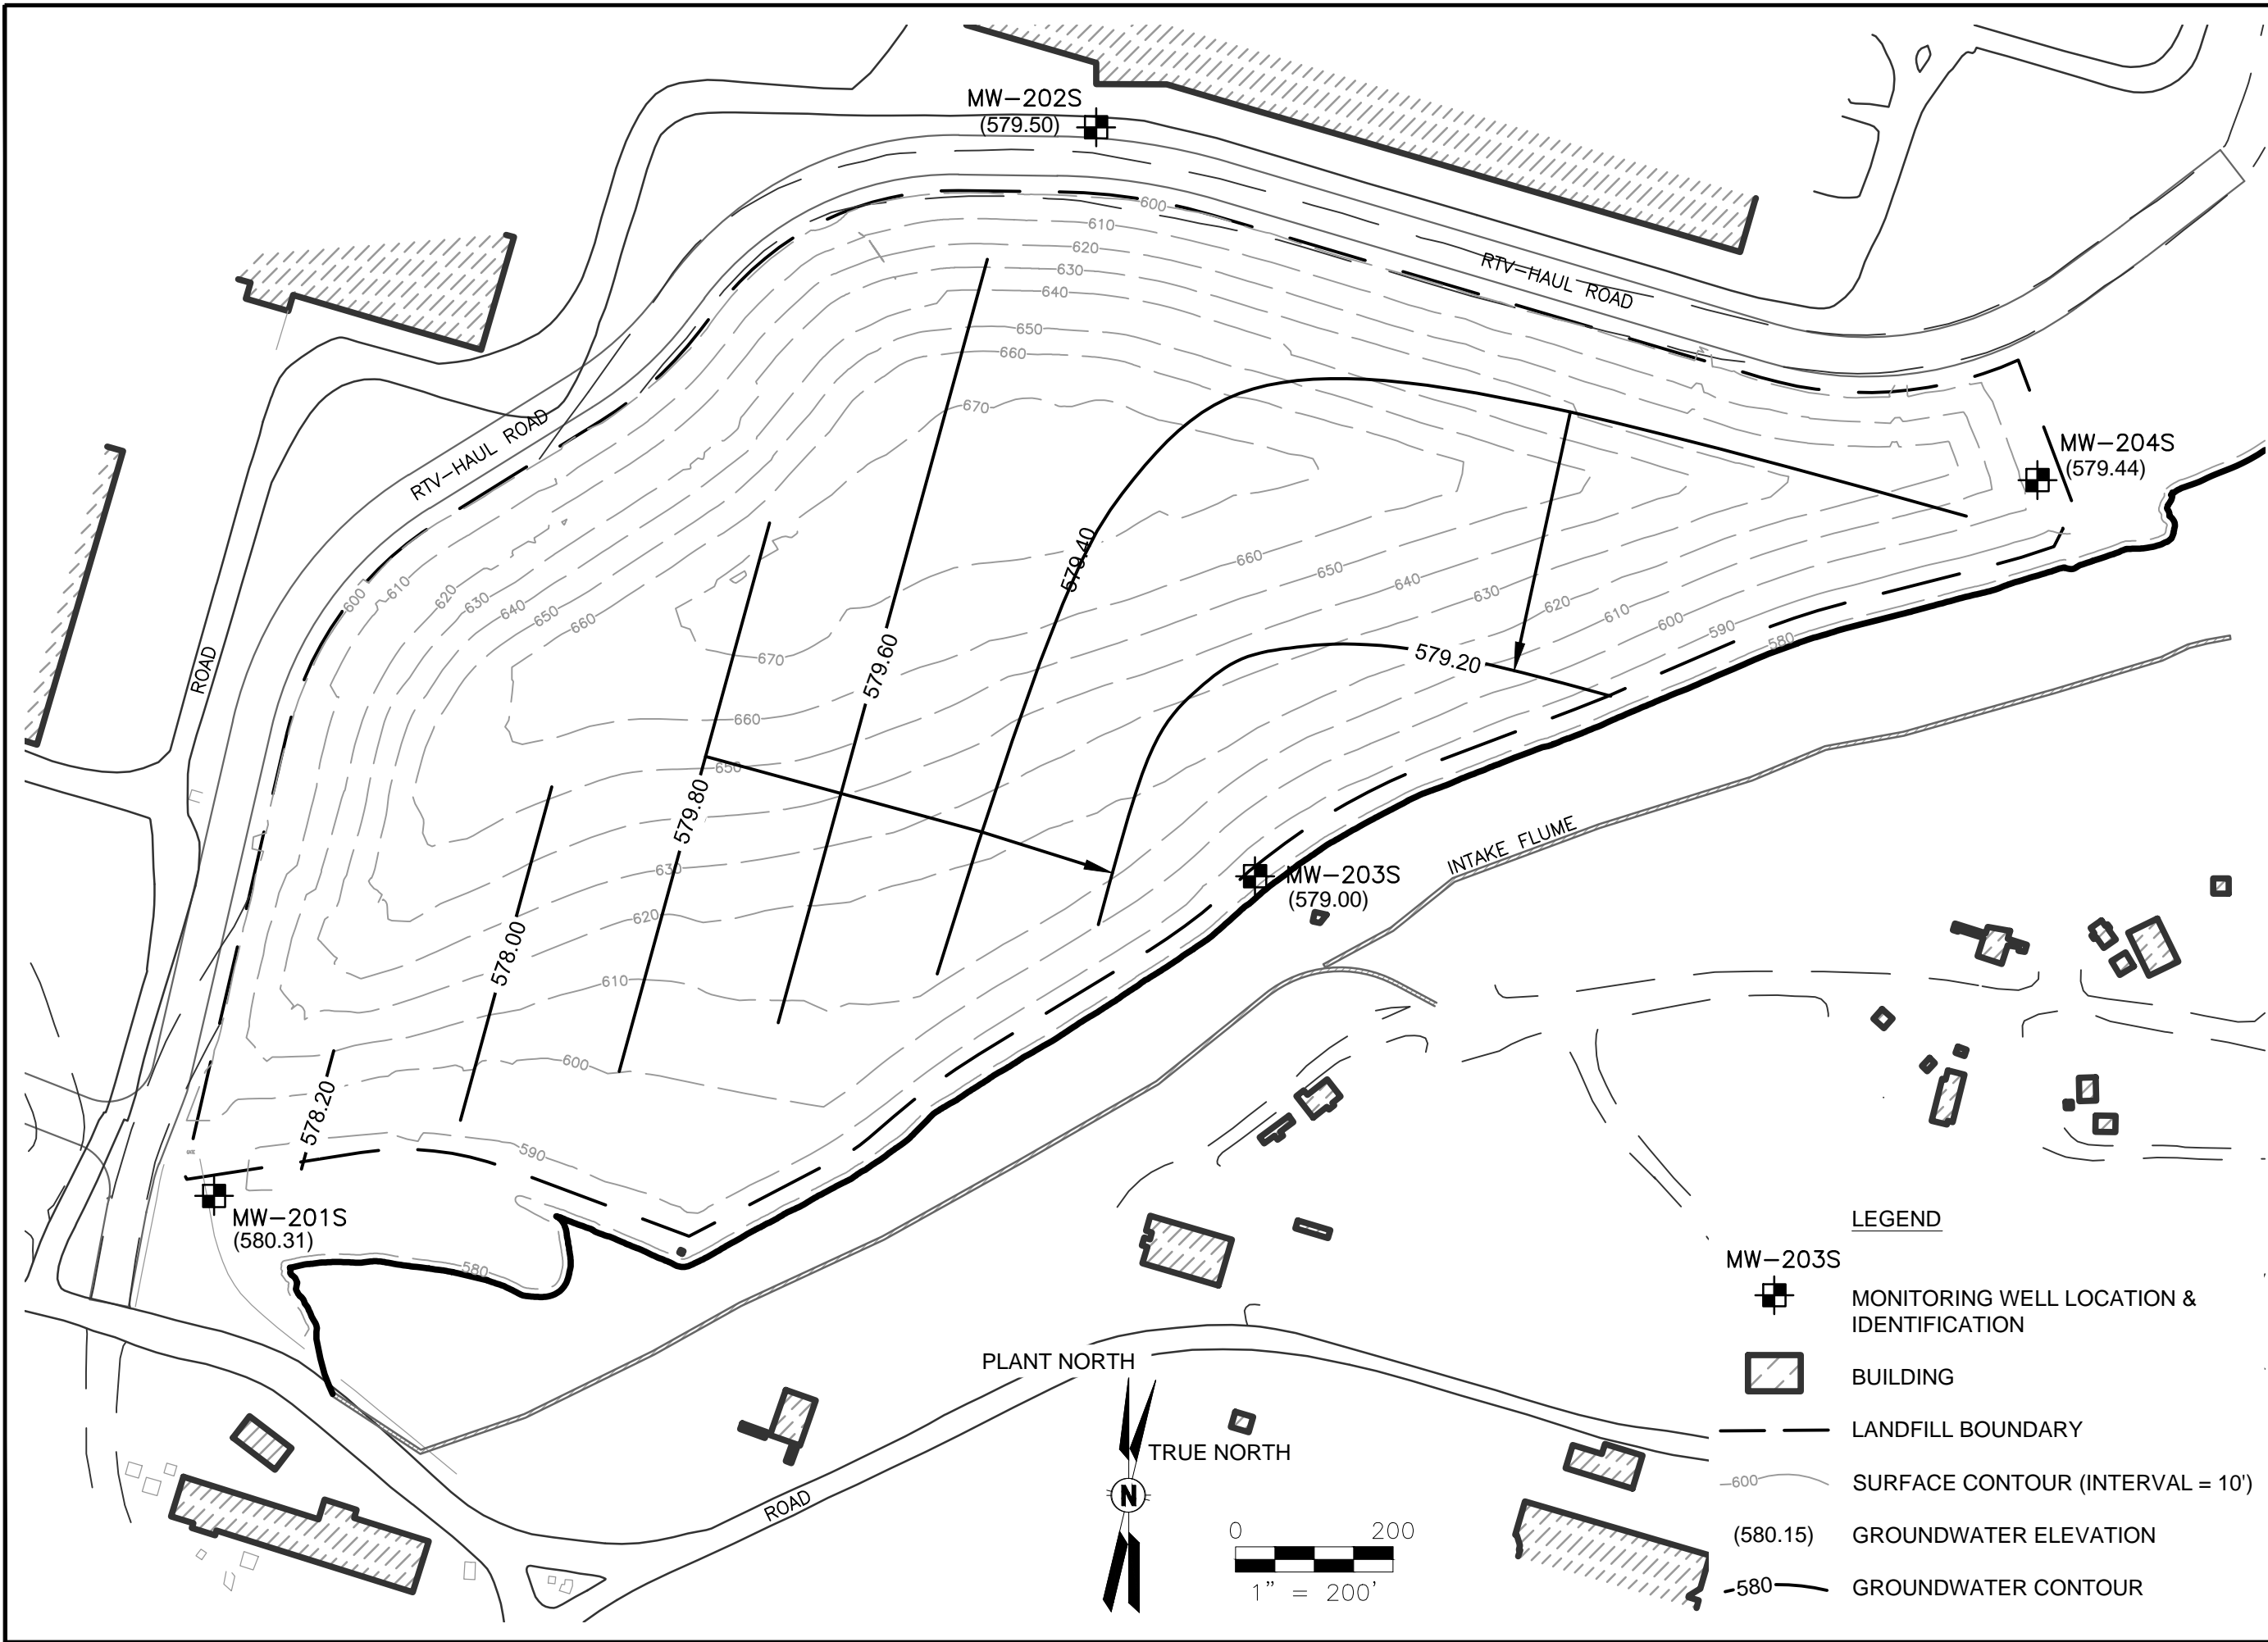 MW-202S
(579.50)
600
610
620
630
640
650
660
670
RTV-HAUL ROAD
MW-204S
(579.44)
RTV-HAUL ROAD
579.40
600
610
620
630
640
650
660
660
650
640
630
620
610
600
590
580
ROAD
670
579.60
579.20
660
650
579.80
630
620
610
578.00
INTAKE FLUME
MW-203S
(579.00)
600
578.20
590
MW-201S
(580.31)
580
LEGEND
MW-203S
MONITORING WELL LOCATION &
IDENTIFICATION
BUILDING
LANDFILL BOUNDARY
600
SURFACE CONTOUR (INTERVAL = 10')
(580.15)
GROUNDWATER ELEVATION
580
GROUNDWATER CONTOUR
PLANT NORTH
TRUE NORTH
N
ROAD
0 200
1" = 200'